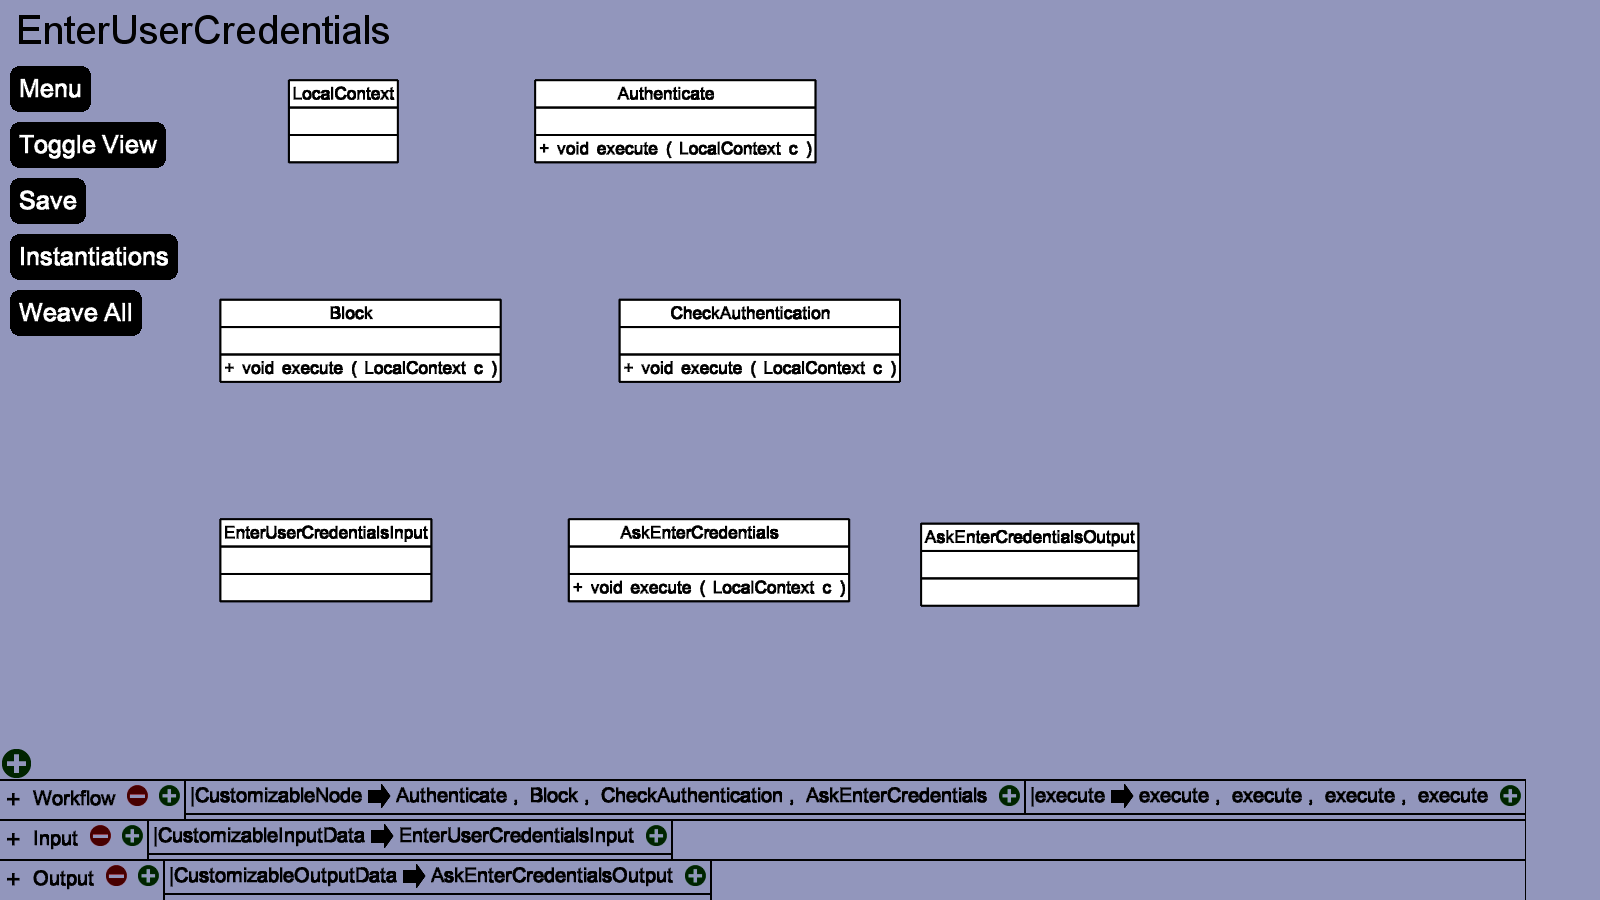 EnterUserCredentials
Menu
Toggle View
Save
Instantiations
Weave All
LocalContext
Authenticate
+ void execute ( LocalContext c )
Block
+ void execute ( LocalContext c )
CheckAuthentication
+ void execute ( LocalContext c )
EnterUserCredentialsInput
AskEnterCredentials
+ void execute ( LocalContext c )
AskEnterCredentialsOutput
+ Workflow |CustomizableNode Authenticate , Block , CheckAuthentication , AskEnterCredentials |execute execute , execute , execute , execute
+ Input |CustomizableInputData EnterUserCredentialsInput
+ Output |CustomizableOutputData AskEnterCredentialsOutput